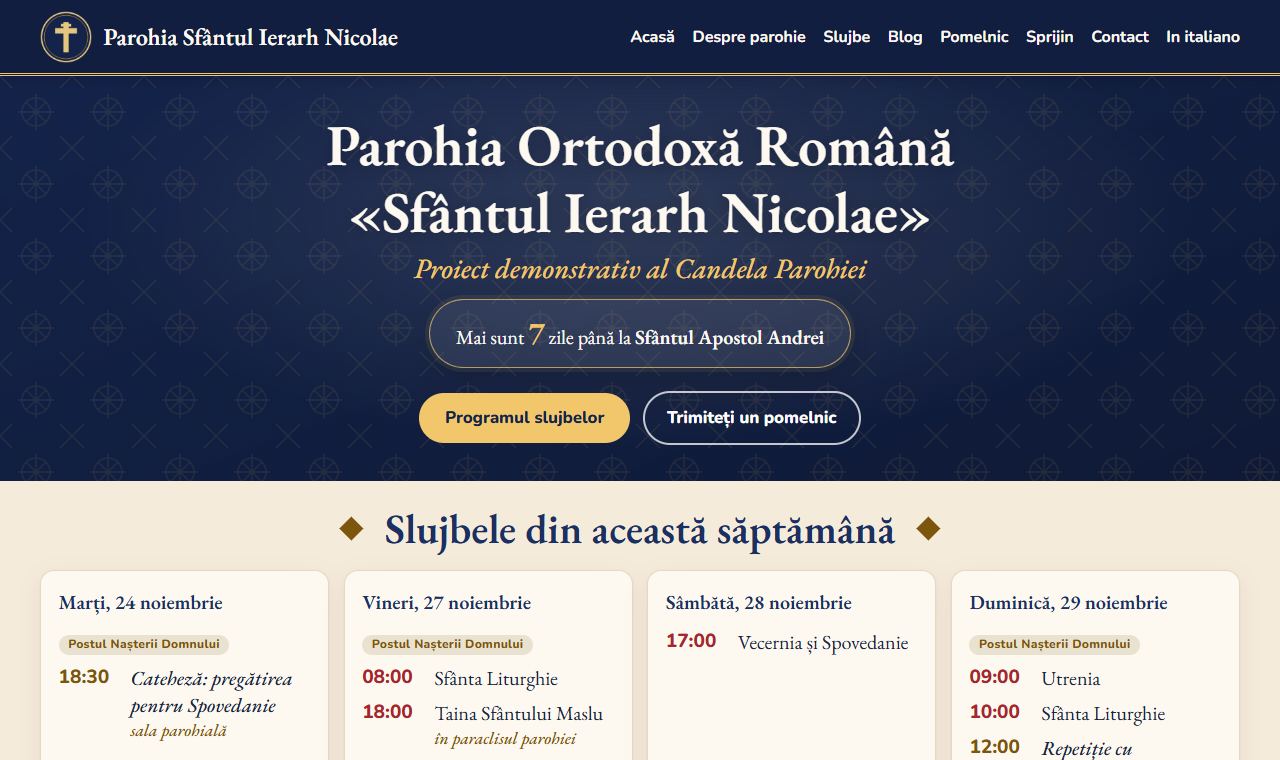 Parohia Sfântul Ierarh Nicolae
Acasă Despre parohie Slujbe Blog Pomelnic Sprijin Contact In italiano
Parohia Ortodoxă Română
«Sfântul Ierarh Nicolae»
Proiect demonstrativ al Candela Parohiei
Mai sunt 7 zile până la Sfântul Apostol Andrei
Programul slujbelor
Trimiteți un pomelnic
Slujbele din această săptămână
Marți, 24 noiembrie
Postul Nașterii Domnului
18:30 Cateheză: pregătirea
pentru Spovedanie
sala parohială
Vineri, 27 noiembrie
Postul Nașterii Domnului
08:00 Sfânta Liturghie
18:00 Taina Sfântului Maslu
în paraclisul parohiei
Sâmbătă, 28 noiembrie
17:00 Vecernia și Spovedanie
Duminică, 29 noiembrie
Postul Nașterii Domnului
09:00 Utrenia
10:00 Sfânta Liturghie
12:00 Repetiție cu